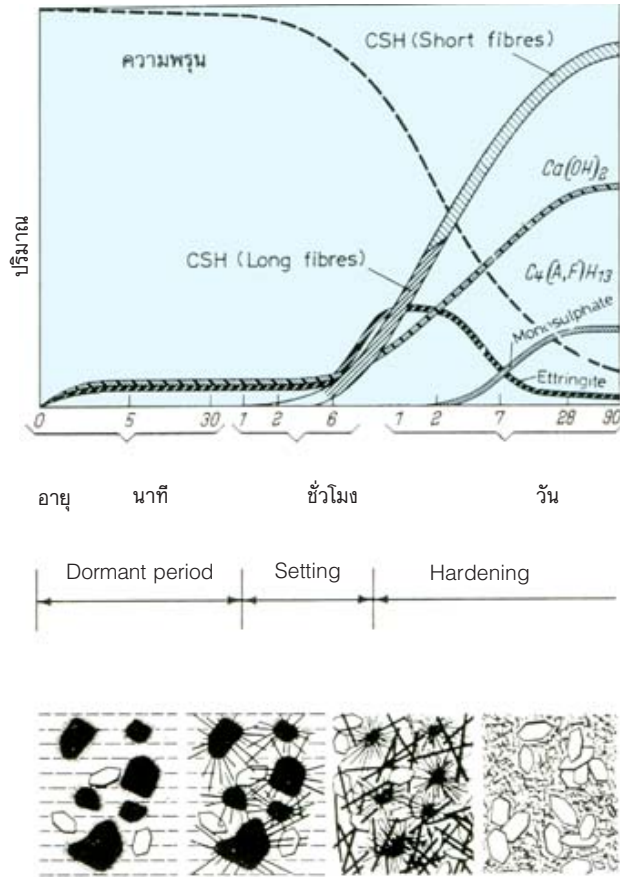 CSH (Short fibres)
ความพรุน
Ca(OH)2
ปริมาณ
CSH (Long fibres)
C4(A,F)H13
Monosulphate
Ettringite
0 5 30 1 2 6 1 2 7 28 90
อายุ นาที ชั่วโมง วัน
Dormant period Setting Hardening